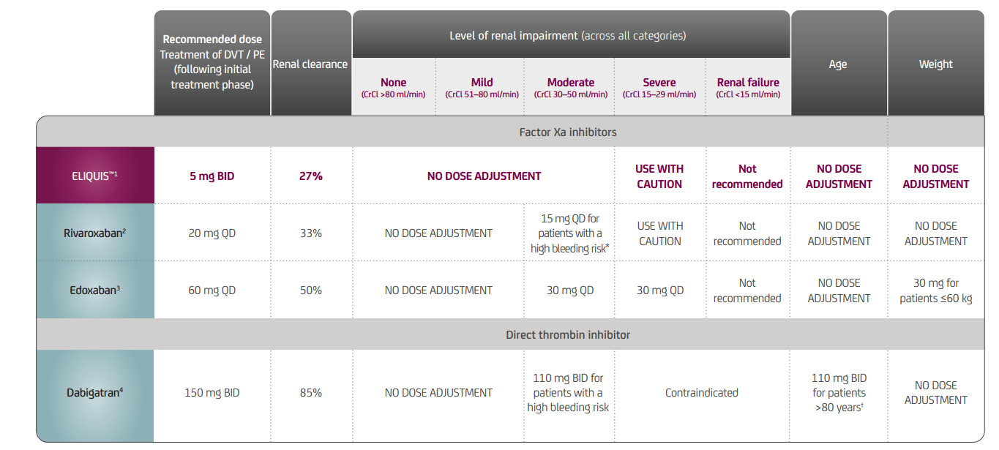 Recommended dose
Treatment of DVT / PE
(following initial
treatment phase)
Renal clearance
Level of renal impairment (across all categories)
None
(CrCl >80 ml/min)
Mild
(CrCl 51–80 ml/min)
Moderate
(CrCl 30–50 ml/min)
Severe
(CrCl 15–29 ml/min)
Renal failure
(CrCl <15 ml/min)
Age
Weight
Factor Xa inhibitors
ELIQUIS™1
5 mg BID
27%
NO DOSE ADJUSTMENT
USE WITH
CAUTION
Not
recommended
NO DOSE
ADJUSTMENT
NO DOSE
ADJUSTMENT
Rivaroxaban2
20 mg QD
33%
NO DOSE ADJUSTMENT
15 mg QD for
patients with a
high bleeding risk*
USE WITH
CAUTION
Not
recommended
NO DOSE
ADJUSTMENT
NO DOSE
ADJUSTMENT
Edoxaban3
60 mg QD
50%
NO DOSE ADJUSTMENT
30 mg QD
30 mg QD
Not
recommended
NO DOSE
ADJUSTMENT
30 mg for
patients ≤60 kg
Direct thrombin inhibitor
Dabigatran4
150 mg BID
85%
NO DOSE ADJUSTMENT
110 mg BID for
patients with a
high bleeding risk
Contraindicated
110 mg BID
for patients
>80 years†
NO DOSE
ADJUSTMENT